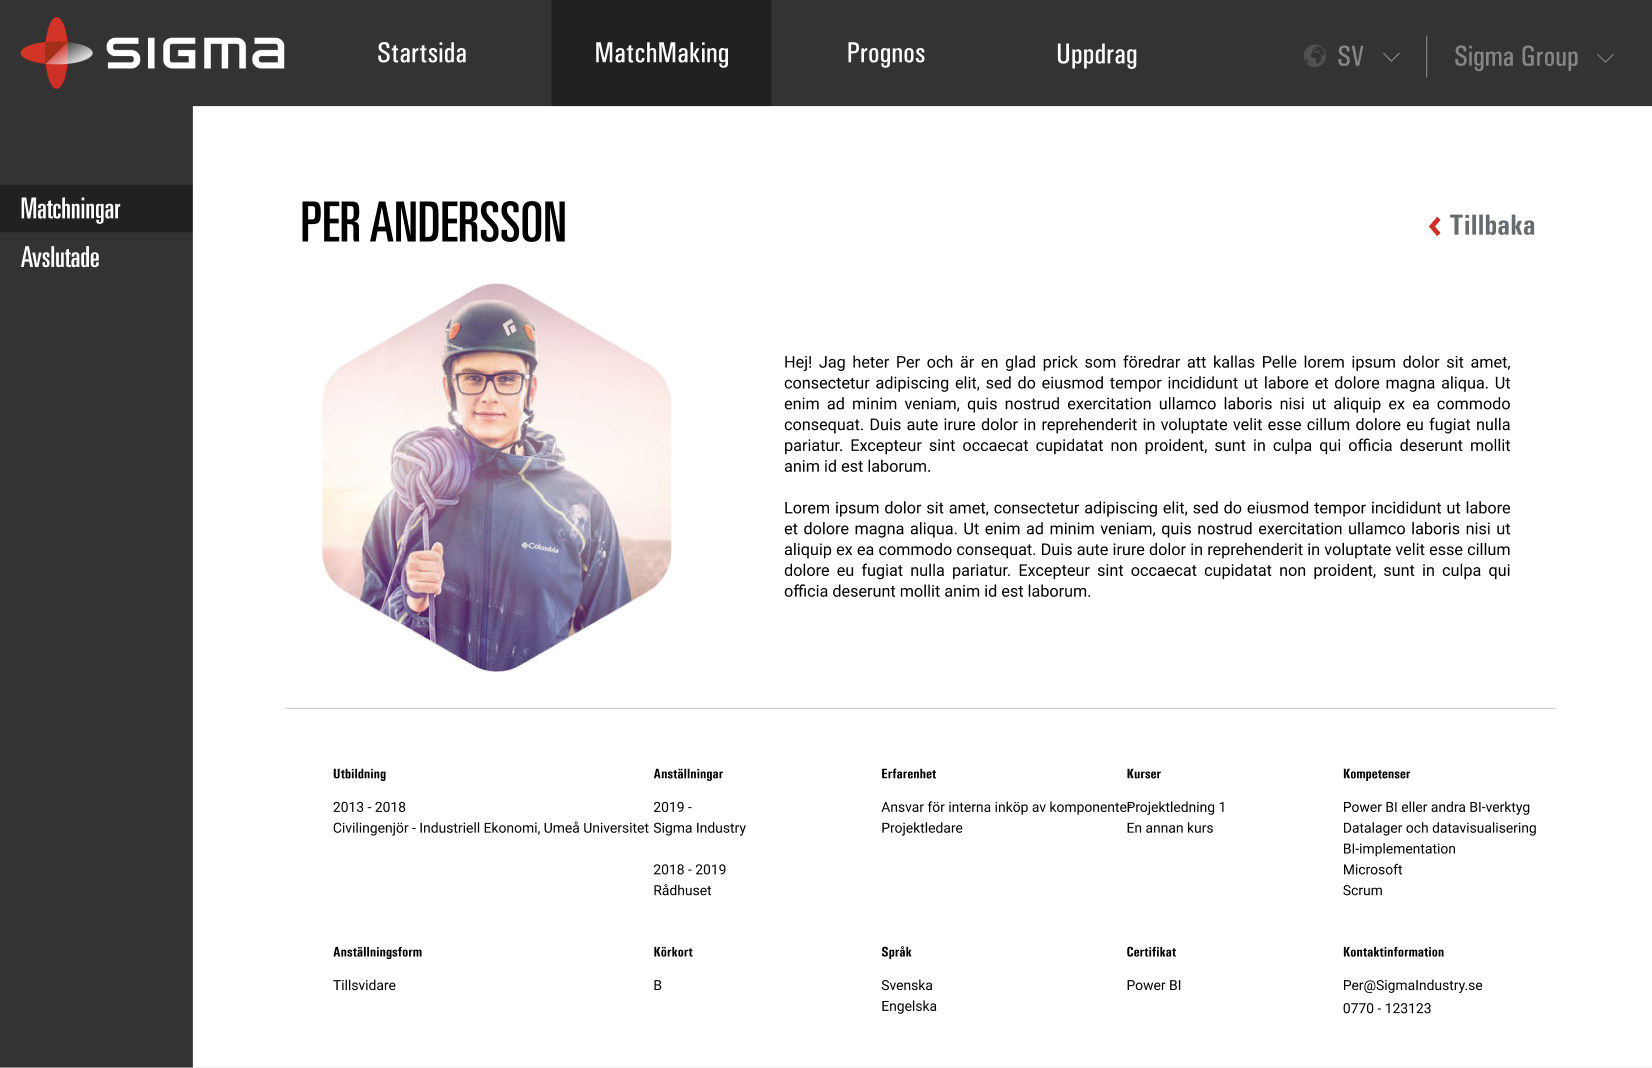 SIGMA
Startsida
MatchMaking
Prognos
Uppdrag
SV
Sigma Group
Matchningar
Avslutade
PER ANDERSSON
Tillbaka
Columbia
Hej! Jag heter Per och är en glad prick som föredrar att kallas Pelle lorem ipsum dolor sit amet,
consectetur adipiscing elit, sed do eiusmod tempor incididunt ut labore et dolore magna aliqua. Ut
enim ad minim veniam, quis nostrud exercitation ullamco laboris nisi ut aliquip ex ea commodo
consequat. Duis aute irure dolor in reprehenderit in voluptate velit esse cillum dolore eu fugiat nulla
pariatur. Excepteur sint occaecat cupidatat non proident, sunt in culpa qui officia deserunt mollit
anim id est laborum.
Lorem ipsum dolor sit amet, consectetur adipiscing elit, sed do eiusmod tempor incididunt ut labore
et dolore magna aliqua. Ut enim ad minim veniam, quis nostrud exercitation ullamco laboris nisi ut
aliquip ex ea commodo consequat. Duis aute irure dolor in reprehenderit in voluptate velit esse cillum
dolore eu fugiat nulla pariatur. Excepteur sint occaecat cupidatat non proident, sunt in culpa qui
officia deserunt mollit anim id est laborum.
Utbildning
2013 - 2018
Civilingenjör - Industriell Ekonomi, Umeå Universitet
Anställningar
2019 -
Sigma Industry
2018 - 2019
Rådhuset
Erfarenhet
Ansvar för interna inköp av komponenter
Projektledare
Kurser
Projektledning 1
En annan kurs
Kompetenser
Power BI eller andra BI-verktyg
Datalager och datavisualisering
BI-implementation
Microsoft
Scrum
Anställningsform
Tillsvidare
Körkort
B
Språk
Svenska
Engelska
Certifikat
Power BI
Kontaktinformation
Per@SigmaIndustry.se
0770 - 123123